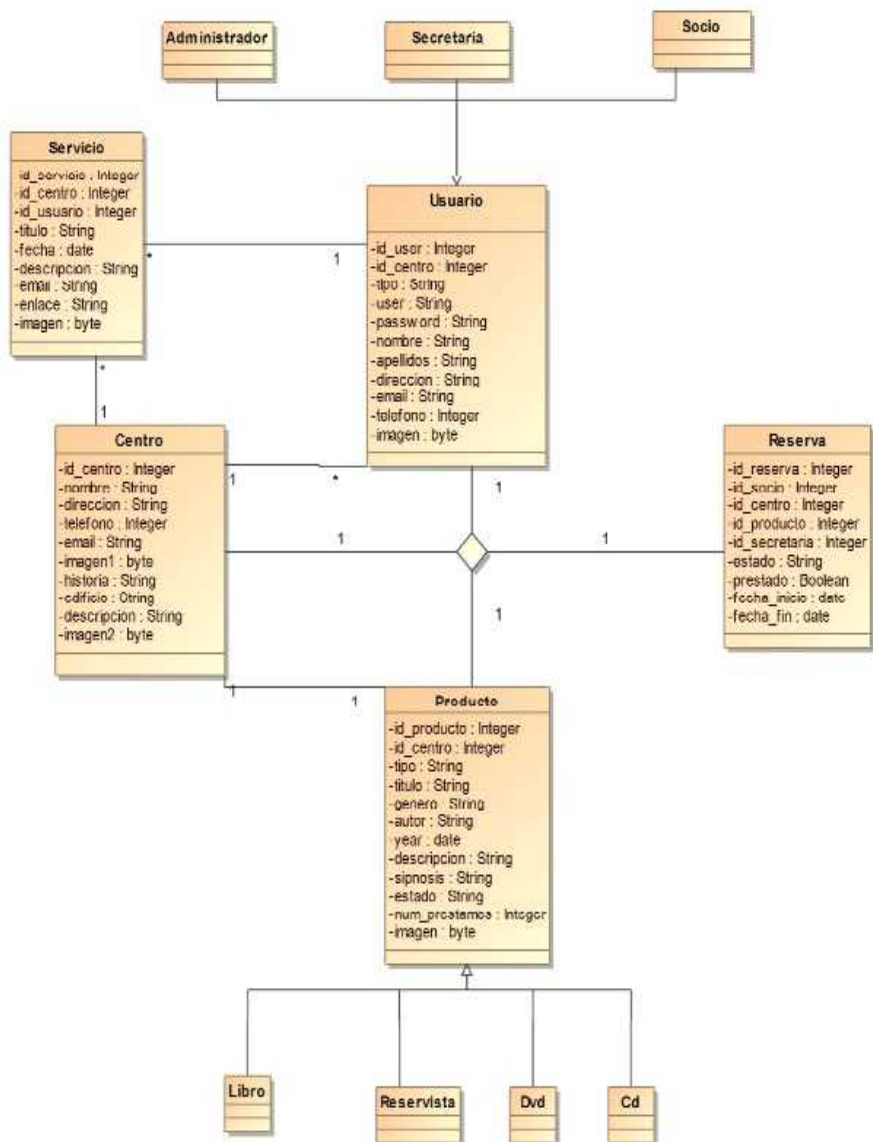 Administrador
Secretaria
Socio
Servicio
-id_servicio : Integer
-id_centro : Integer
-id_usuario : Integer
-titulo : String
-fecha : date
-descripcion : String
-email : String
-enlace : String
-imagen : byte
Usuario
-id_user : Integer
-id_centro : Integer
-tipo : String
-user : String
-password : String
-nombre : String
-apellidos : String
-direccion : String
-email : String
-telefono : Integer
-imagen : byte
*
1
*
1
Centro
-id_centro : Integer
-nombre : String
-direccion : String
-telefono : Integer
-email : String
-imagen1 : byte
-historia : String
-edificio : String
-descripcion : String
-imagen2 : byte
1
*
1
1
1
1
Reserva
-id_reserva : Integer
-id_socio : Integer
-id_centro : Integer
-id_producto : Integer
-id_secretaria : Integer
-estado : String
-prestado : Boolean
-fecha_inicio : date
-fecha_fin : date
1
1
Producto
-id_producto : Integer
-id_centro : Integer
-tipo : String
-titulo : String
-genero : String
-autor : String
-year : date
-descripcion : String
-sipnosis : String
-estado : String
-num_prestamos : Integer
-imagen : byte
Libro
Reservista
Dvd
Cd